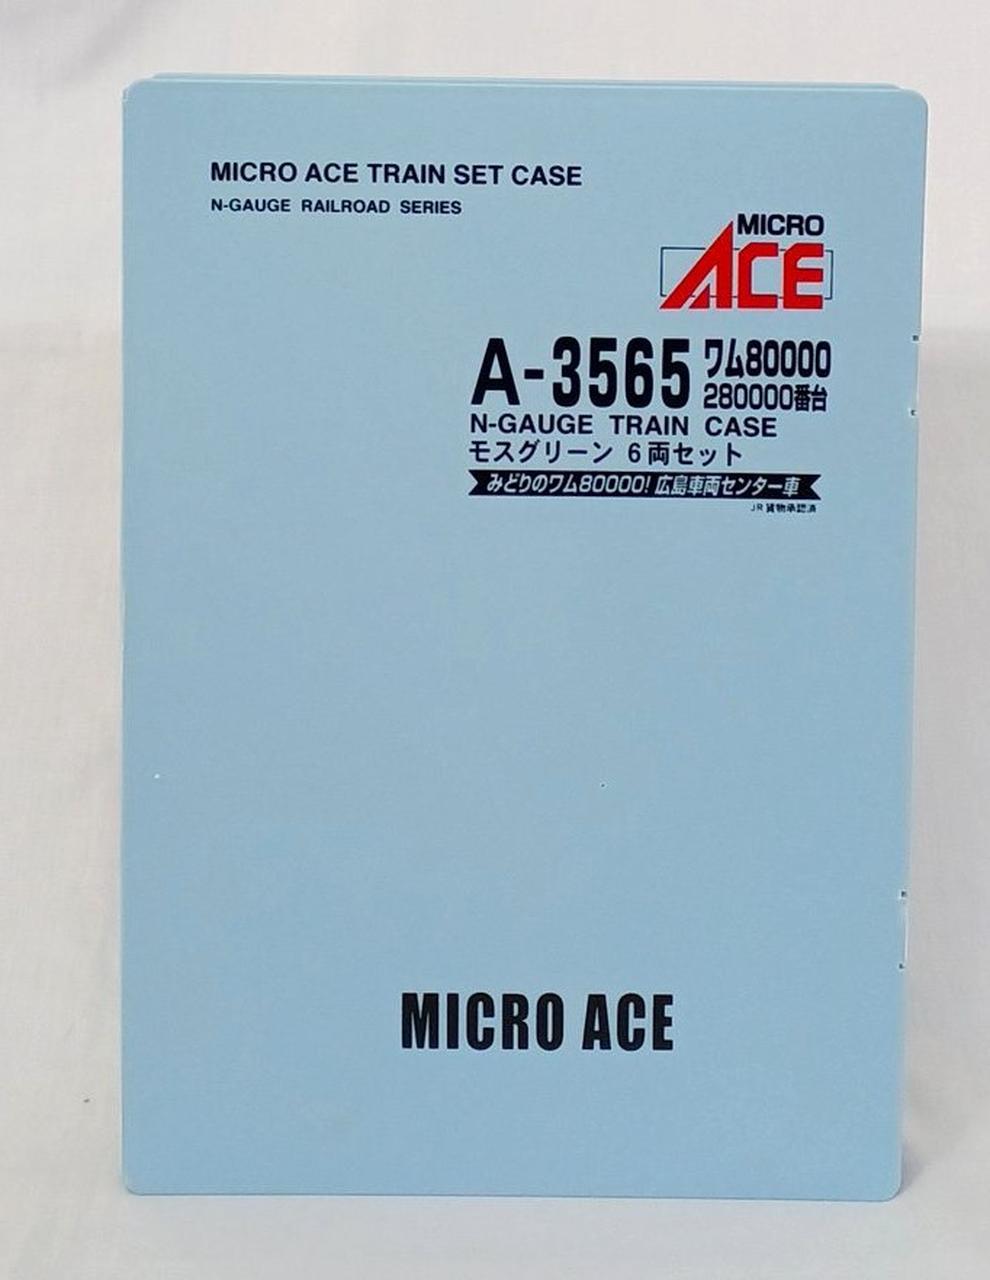 MICRO ACE TRAIN SET CASE
N-GAUGE RAILROAD SERIES
MICRO
ACE
A-3565 ワム80000
280000番台
N-GAUGE TRAIN CASE
モスグリーン 6両セット
みどりのワム80000! 広島車両センター車
JR貨物承認済
MICRO ACE